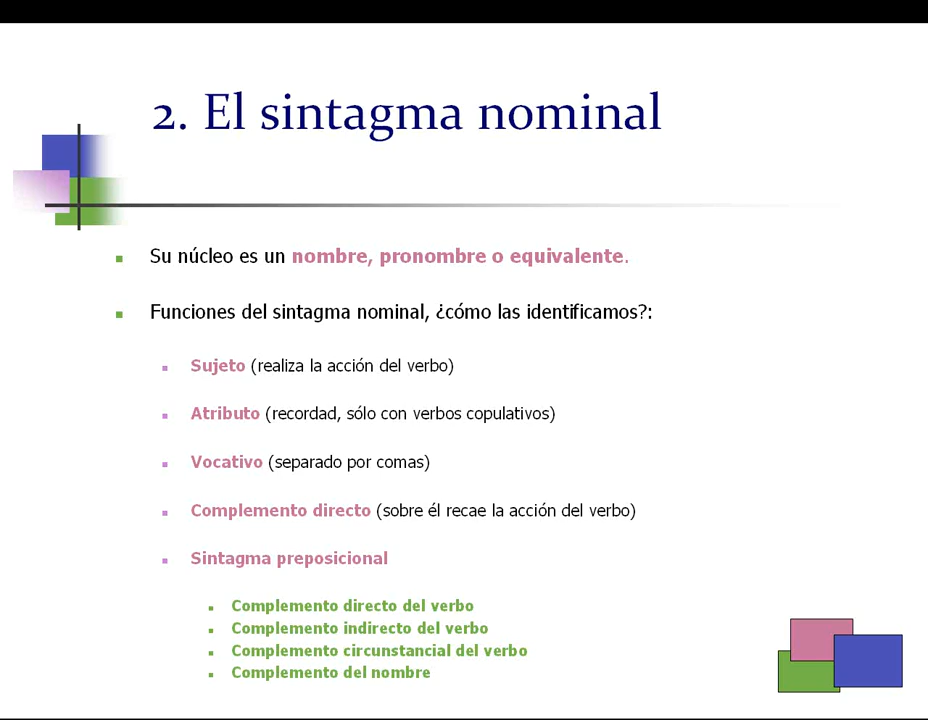 2. El sintagma nominal
Su núcleo es un nombre, pronombre o equivalente.
Funciones del sintagma nominal, ¿cómo las identificamos?:
Sujeto (realiza la acción del verbo)
Atributo (recordad, sólo con verbos copulativos)
Vocativo (separado por comas)
Complemento directo (sobre él recae la acción del verbo)
Sintagma preposicional
Complemento directo del verbo
Complemento indirecto del verbo
Complemento circunstancial del verbo
Complemento del nombre